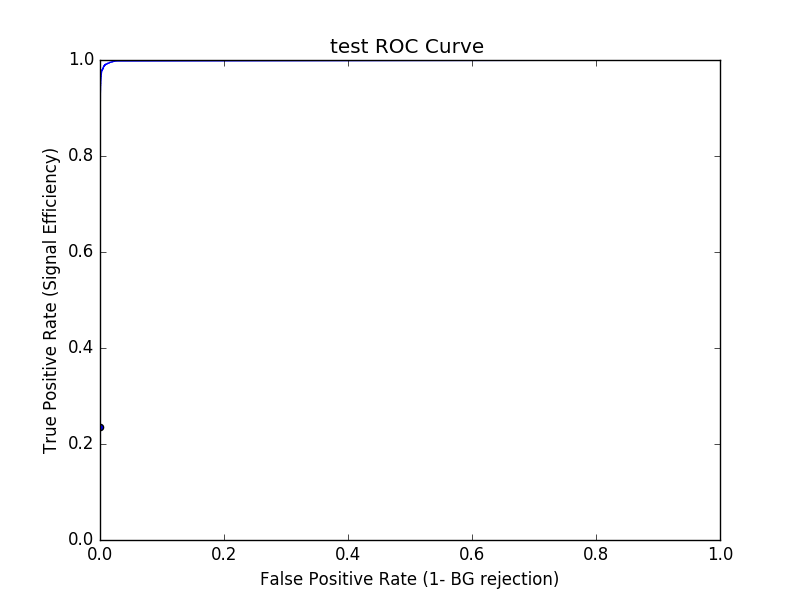 test ROC Curve
1.0
0.8
0.6
0.4
0.2
0.0
True Positive Rate (Signal Efficiency)
0.0 0.2 0.4 0.6 0.8 1.0
False Positive Rate (1- BG rejection)